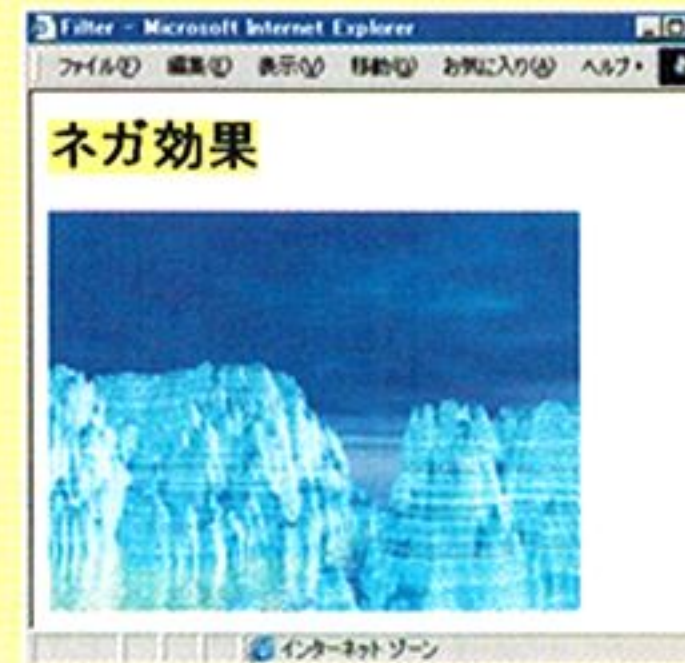 Filter - Microsoft Internet Explorer
ファイル(F) 編集(E) 表示(V) 移動(G) お気に入り(A) ヘルプ
ネガ効果
インターネット ゾーン